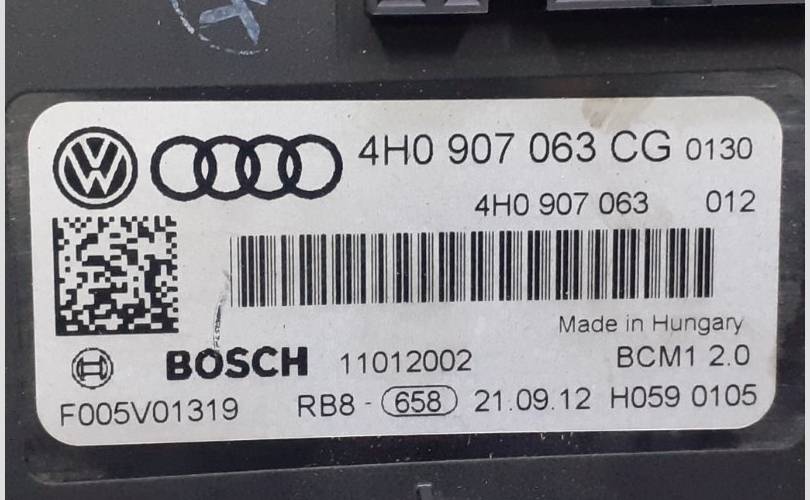 4H0 907 063 CG 0130
4H0 907 063 012
Made in Hungary
BOSCH 11012002 BCM1 2.0
F005V01319 RB8 - 658 21.09.12 H059 0105